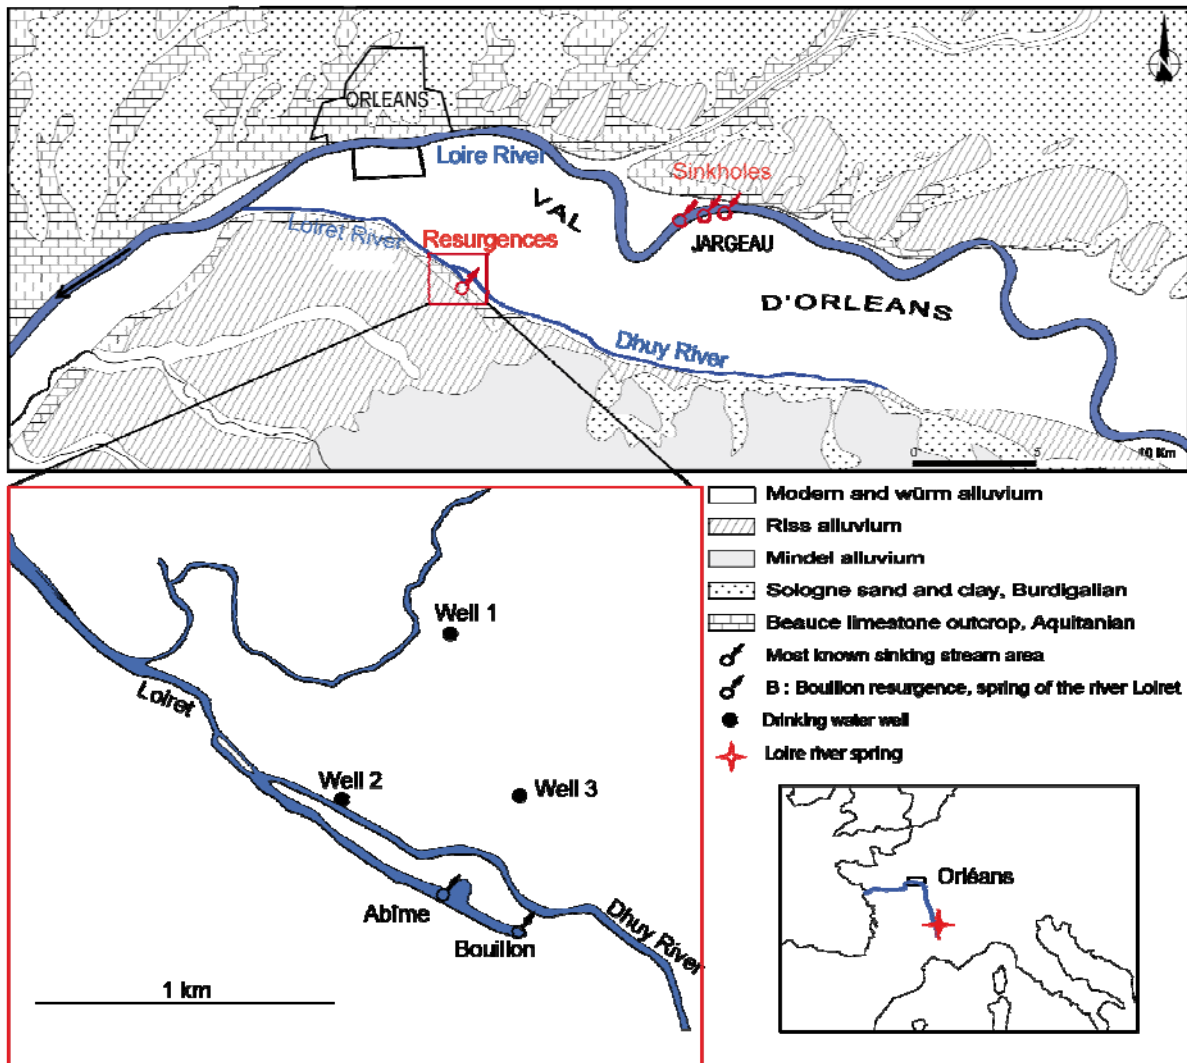 N
ORLEANS
Loire River
Sinkholes
VAL
Loiret River
Resurgences
JARGEAU
D'ORLEANS
Dhuy River
0 5 10 Km
Modern and würm alluvium
Riss alluvium
Mindel alluvium
Sologne sand and clay, Burdigalian
Beauce limestone outcrop, Aquitanian
Most known sinking stream area
B : Bouillon resurgence, spring of the river Loiret
Drinking water well
Loire river spring
Well 1
Loiret
Well 2
Well 3
Abîme
Bouillon
Dhuy River
1 km
Orléans